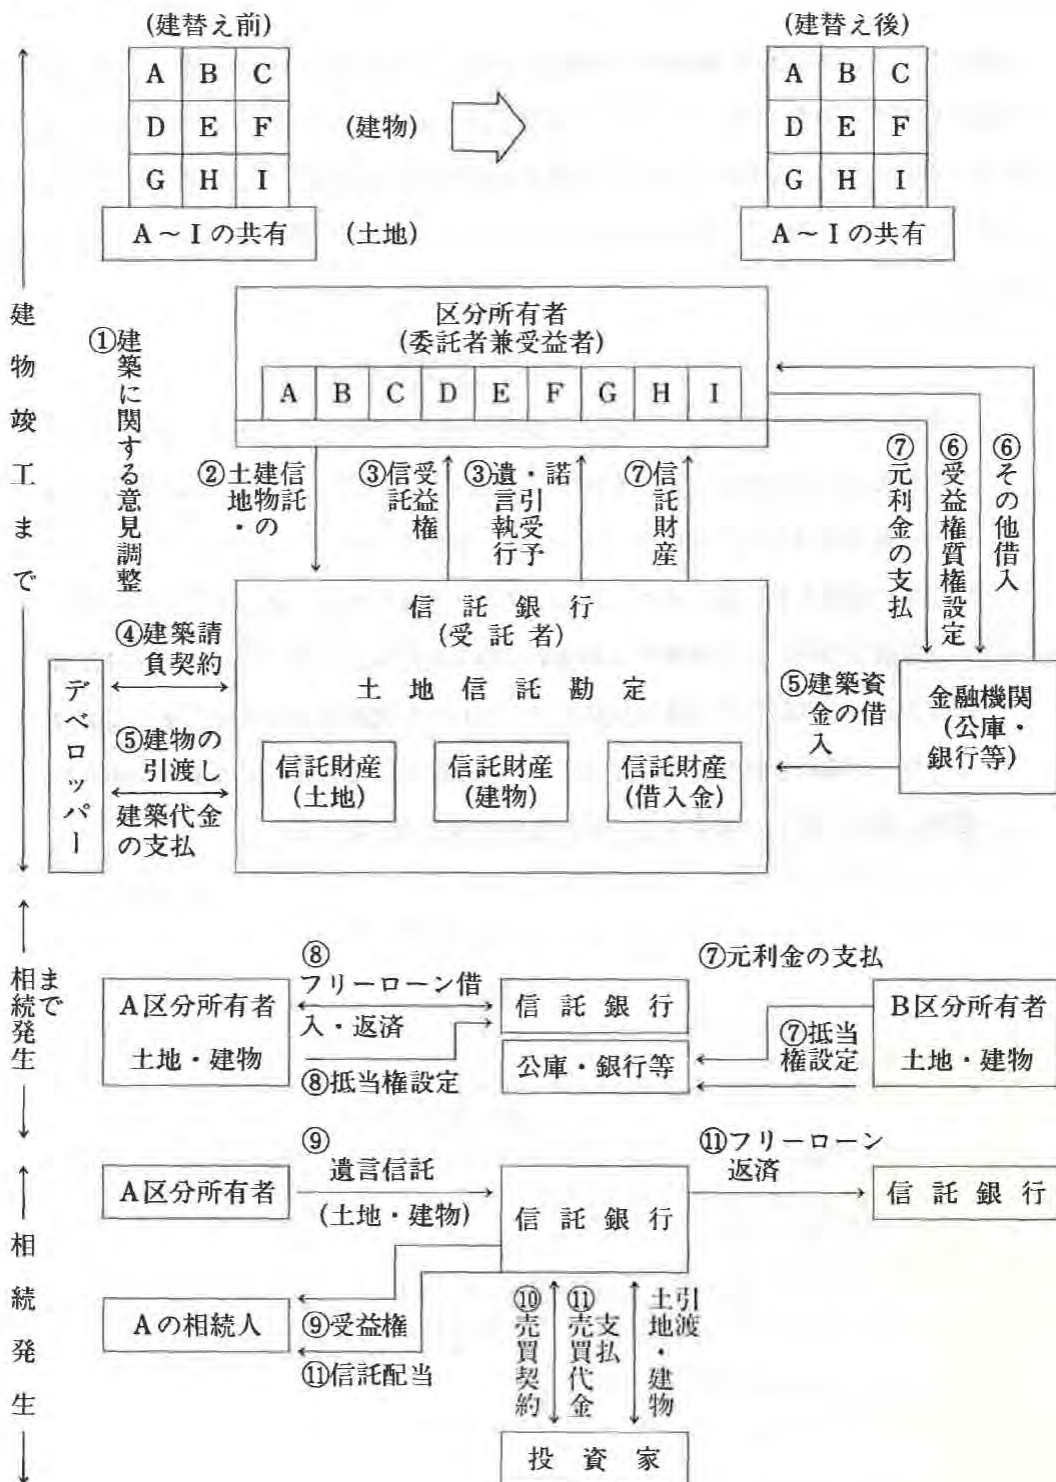 (建替え前)
(建替え後)
A B C
D E F
G H I
A～Iの共有
(建物)
(土地)
A B C
D E F
G H I
A～Iの共有
建物竣工まで
①建築に関する意見調整
区分所有者
(委託者兼受益者)
A B C D E F G H I
②土地・
建物の
信託
③信託
受益権
③遺言執行
・引受予
諾
⑦信託財産
⑦元利金の支払
⑥受益権質権設定
⑥その他借入
信託銀行
(受託者)
土地信託勘定
信託財産
(土地)
信託財産
(建物)
信託財産
(借入金)
④建築請
負契約
⑤建物の
引渡し
建築代金
の支払
デベロッパー
⑤建築資
金の借
入
金融機関
(公庫・
銀行等)
相続発生
まで
A区分所有者
土地・建物
⑧
フリーローン借
入・返済
⑧抵当権設定
信託銀行
公庫・銀行等
⑦元利金の支払
⑦抵当
権設定
B区分所有者
土地・建物
相続発生
A区分所有者
⑨
遺言信託
(土地・建物)
信託銀行
⑪フリーローン
返済
信託銀行
Aの相続人
⑨受益権
⑪信託配当
⑩売買契約
⑪売買代金
支払
土地・建物
引渡
投資家